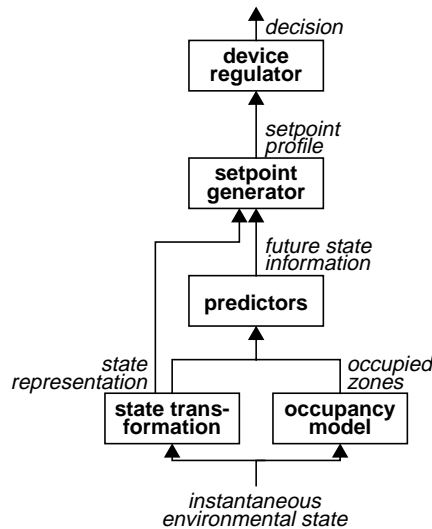 decision
device
regulator
setpoint
profile
setpoint
generator
future state
information
predictors
state
representation
occupied
zones
state trans-
formation
occupancy
model
instantaneous
environmental state